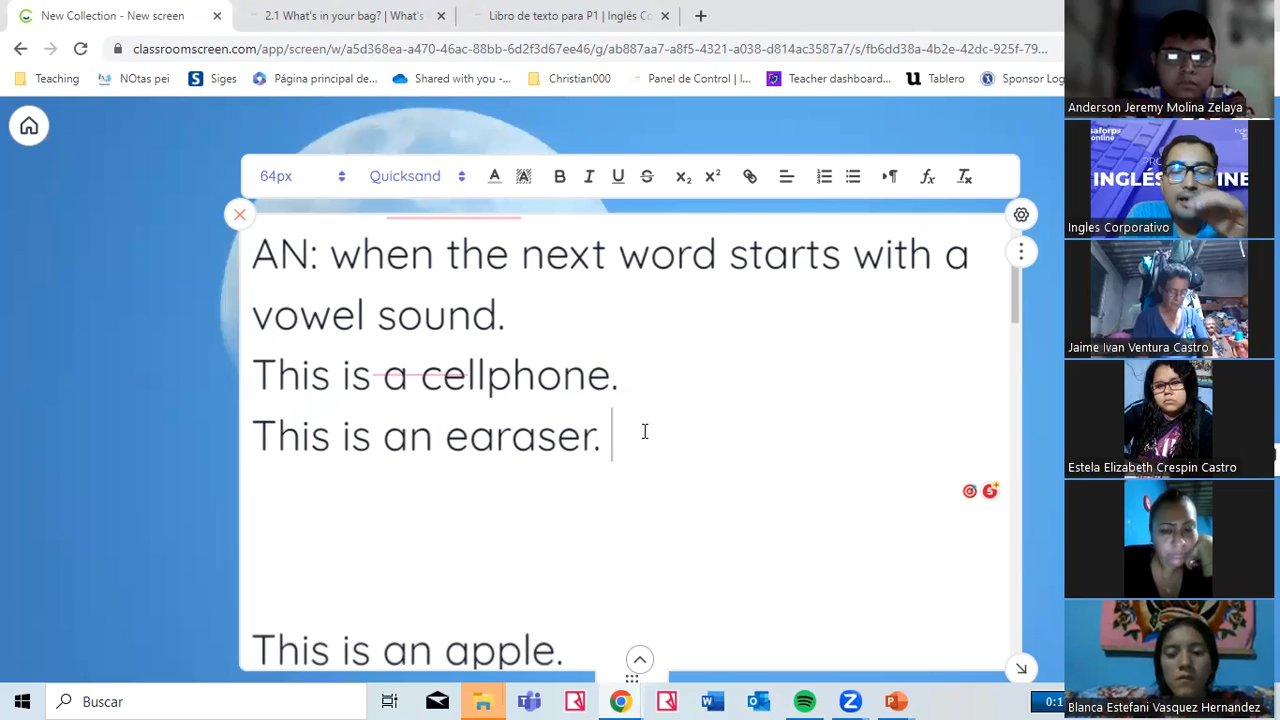 New Collection - New screen
2.1 What's in your bag? | What's
Libro de texto para P1 | Inglés Co
classroomscreen.com/app/screen/w/a5d368ea-a470-46ac-83bb-6d2f3d67ee46/g/ab887aa7-a8f5-4321-a038-d814ac3587a7/s/fb6dd38a-4b2e-42dc-925f-79...
Teaching
NOtas pei
Siges
Página principal de...
Shared with you -...
Christian000
Panel de Control | I...
Teacher dashboard...
Tablero
Sponsor Log
64px
Quicksand
AN: when the next word starts with a
vowel sound.
This is a cellphone.
This is an earaser.
This is an apple.
Anderson Jeremy Molina Zelaya
INGLÉS
Ingles Corporativo
Jaime Ivan Ventura Castro
Estela Elizabeth Crespin Castro
Blanca Estefani Vasquez Hernandez
Buscar
0:1